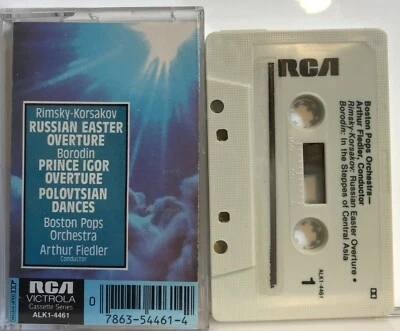 Rimsky-Korsakov
RUSSIAN EASTER
OVERTURE
Borodin
PRINCE IGOR
OVERTURE
POLOVTSIAN
DANCES
Boston Pops
Orchestra
Arthur Fiedler
Conductor
RCA
VICTROLA
Cassette Series
ALK1-4461
0
7863-54461-4
RCA
Boston Pops Orchestra—
Arthur Fiedler, Conductor
Rimsky-Korsakov: Russian Easter Overture •
Borodin: In the Steppes of Central Asia
ALK1-4461
1